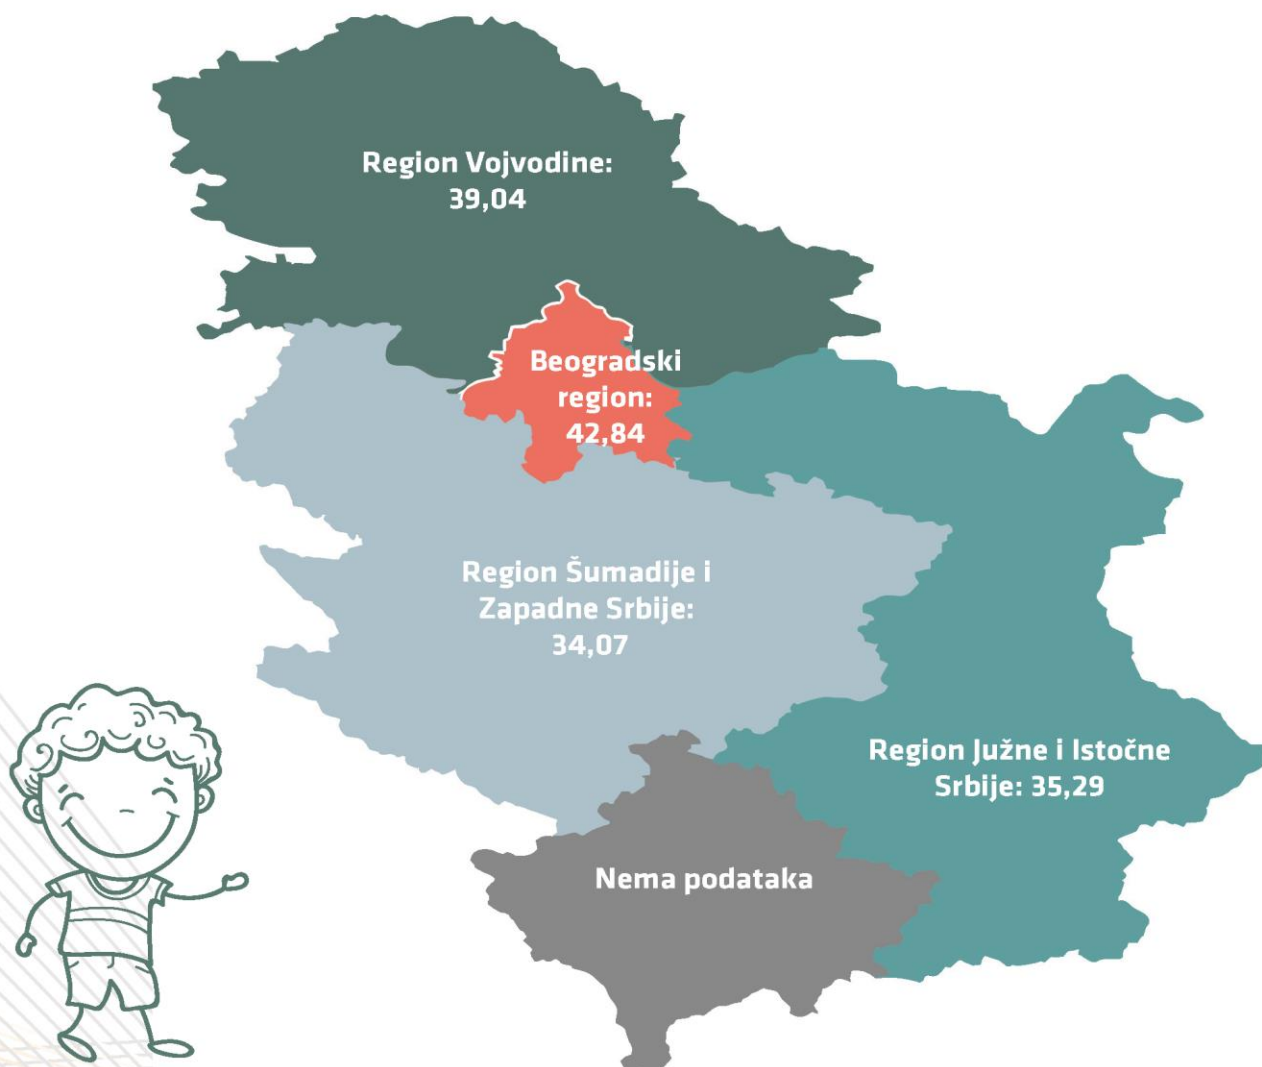 Region Vojvodine:
39,04
Beogradski
region:
42,84
Region Šumadije i
Zapadne Srbije:
34,07
Region Južne i Istočne
Srbije: 35,29
Nema podataka